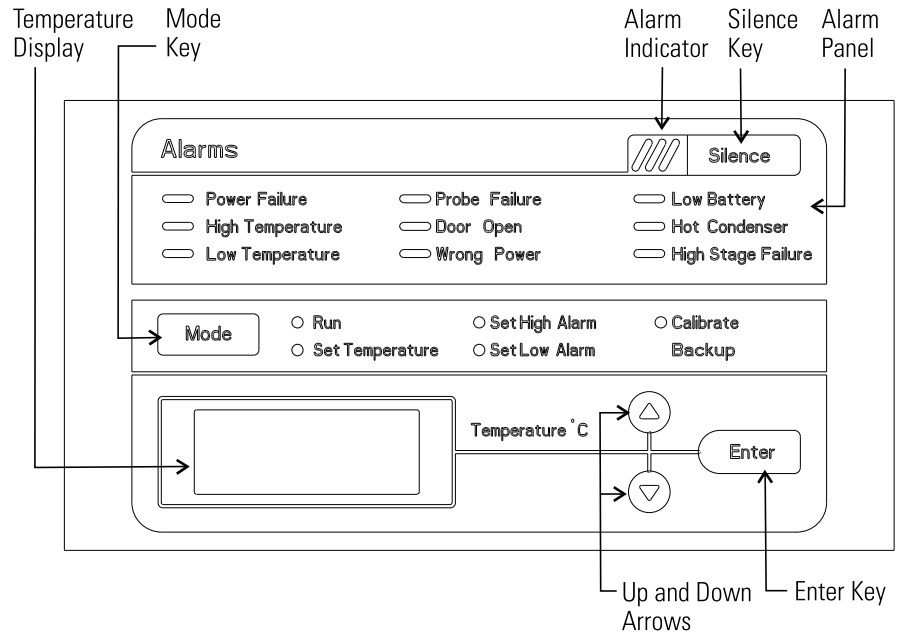 Temperature
Display
Mode
Key
Alarm
Indicator
Silence
Key
Alarm
Panel
Alarms
Silence
Power Failure
Probe Failure
Low Battery
High Temperature
Door Open
Hot Condenser
Low Temperature
Wrong Power
High Stage Failure
Mode
Run
Set High Alarm
Calibrate
Set Temperature
Set Low Alarm
Backup
Temperature °C
Enter
Up and Down
Arrows
Enter Key